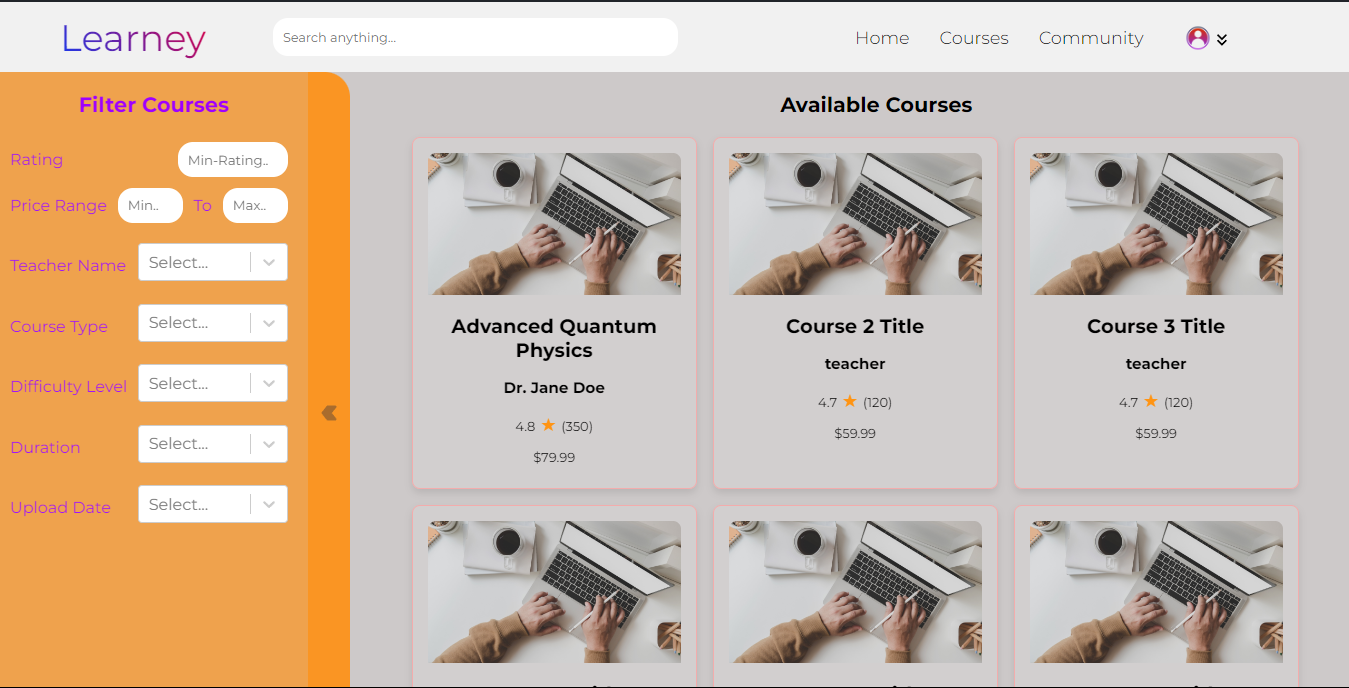 Learney
Search anything...
Home
Courses
Community
Filter Courses
Rating
Min-Rating..
Price Range
Min..
To
Max..
Teacher Name
Select...
Course Type
Select...
Difficulty Level
Select...
Duration
Select...
Upload Date
Select...
Available Courses
Advanced Quantum
Physics
Dr. Jane Doe
4.8 ★ (350)
$79.99
Course 2 Title
teacher
4.7 ★ (120)
$59.99
Course 3 Title
teacher
4.7 ★ (120)
$59.99